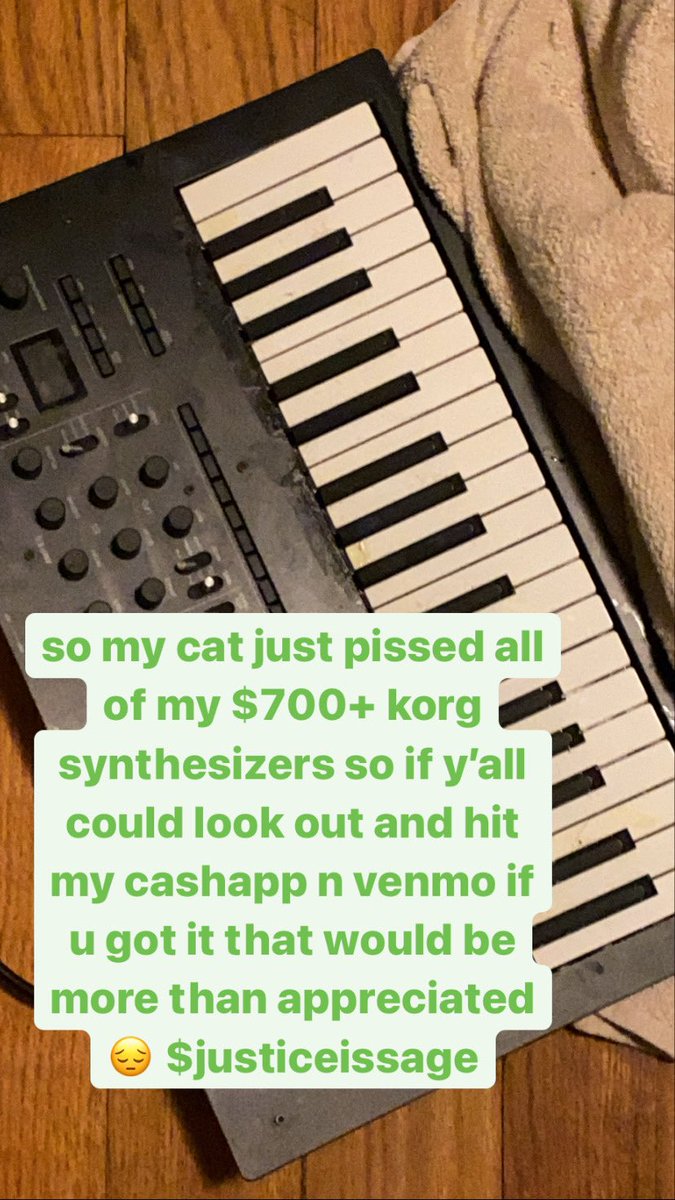 so my cat just pissed all
of my $700+ korg
synthesizers so if y’all
could look out and hit
my cashapp n venmo if
u got it that would be
more than appreciated
😔 $justiceissage